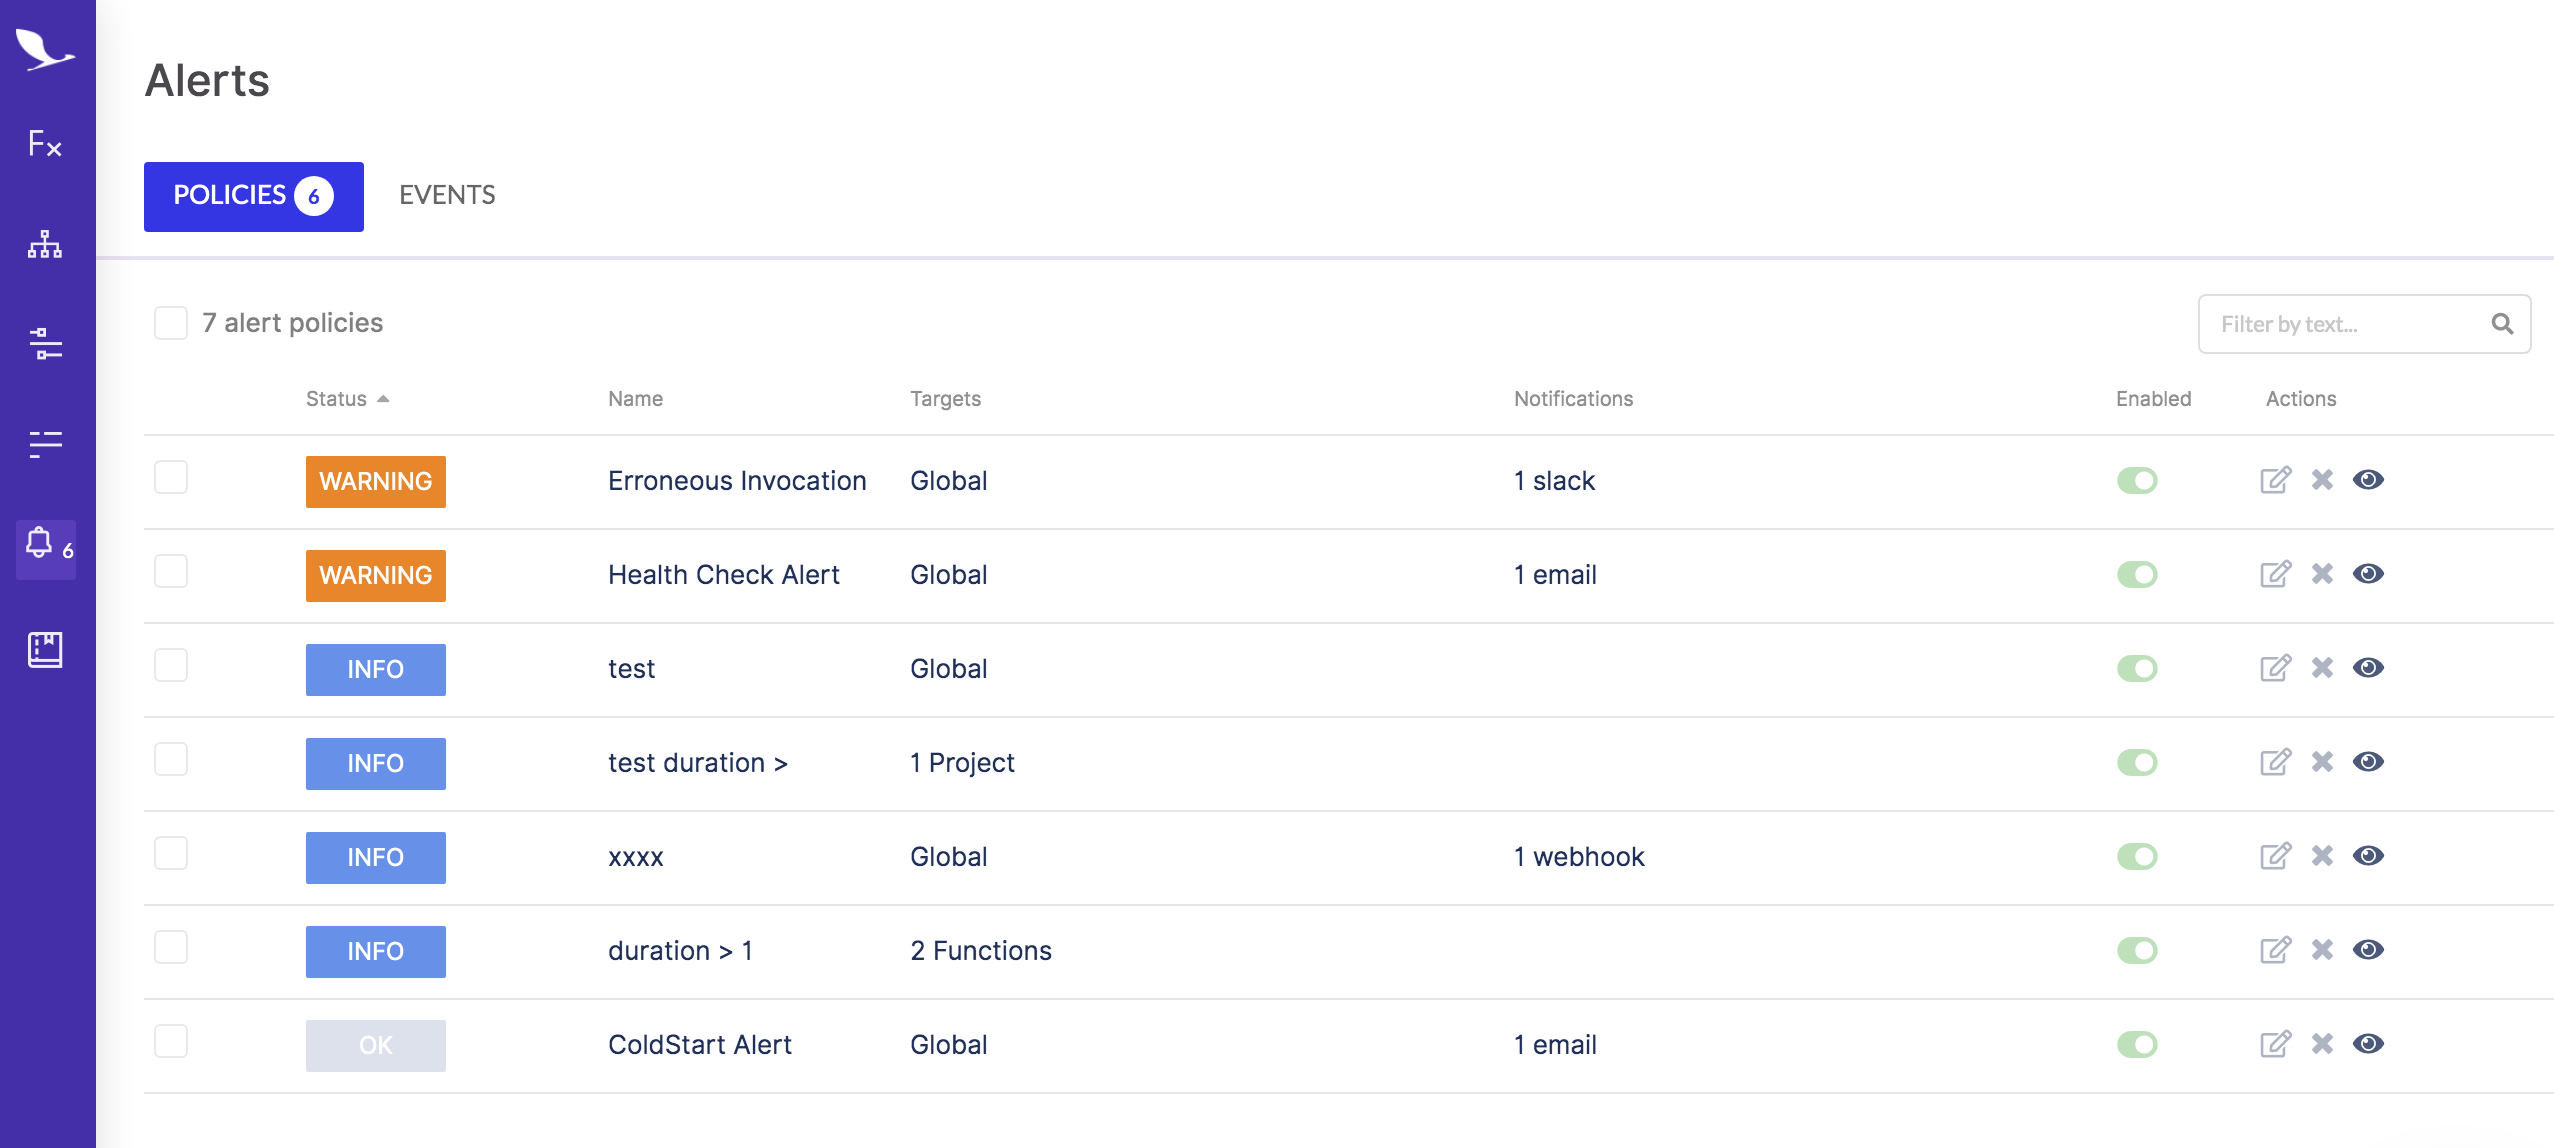 Alerts
Fx
POLICIES 6 EVENTS
7 alert policies Filter by text...
Status Name Targets Notifications Enabled Actions
WARNING Erroneous Invocation Global 1 slack
WARNING Health Check Alert Global 1 email
6
INFO test Global
INFO test duration > 1 Project
INFO xxxx Global 1 webhook
INFO duration > 1 2 Functions
OK ColdStart Alert Global 1 email